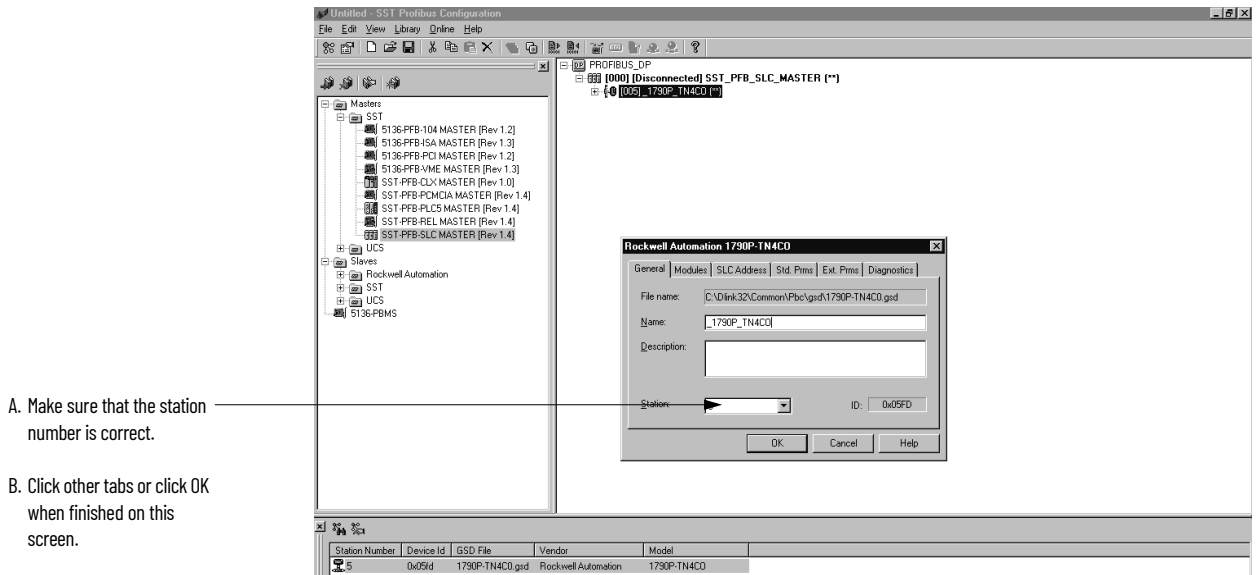 Untitled - SST Profibus Configuration
File Edit View Library Online Help
PROFIBUS_DP
[000] [Disconnected] SST_PFB_SLC_MASTER (**)
[005] _1790P_TN4CO (**)
Masters
SST
5136-PFB-104 MASTER [Rev 1.2]
5136-PFB-ISA MASTER [Rev 1.3]
5136-PFB-PCI MASTER [Rev 1.2]
5136-PFB-VME MASTER [Rev 1.3]
SST-PFB-CLX MASTER [Rev 1.0]
SST-PFB-PCMCIA MASTER [Rev 1.4]
SST-PFB-PLC5 MASTER [Rev 1.4]
SST-PFB-REL MASTER [Rev 1.4]
SST-PFB-SLC MASTER [Rev 1.4]
UCS
Slaves
Rockwell Automation
SST
UCS
5136-PBMS
Rockwell Automation 1790P-TN4C0
General Modules SLC Address Std. Prms Ext. Prms Diagnostics
File name: C:\Dlink32\Common\Pbc\gsd\1790P-TN4C0.gsd
Name: _1790P_TN4CO
Description:
Station: ID: 0x05FD
OK Cancel Help
A. Make sure that the station
number is correct.
B. Click other tabs or click OK
when finished on this
screen.
Station Number Device Id GSD File Vendor Model
5 0x05fd 1790P-TN4C0.gsd Rockwell Automation 1790P-TN4C0